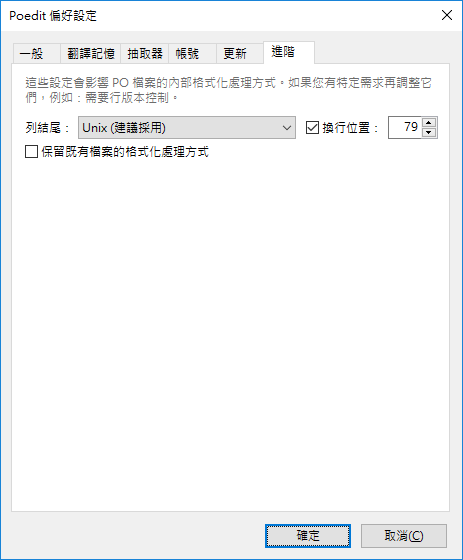 Poedit 偏好設定
一般 翻譯記憶 抽取器 帳號 更新 進階
這些設定會影響 PO 檔案的內部格式化處理方式。如果您有特定需求再調整它
們，例如：需要行版本控制。
列結尾： Unix (建議採用) 換行位置： 79
保留既有檔案的格式化處理方式
確定 取消(C)